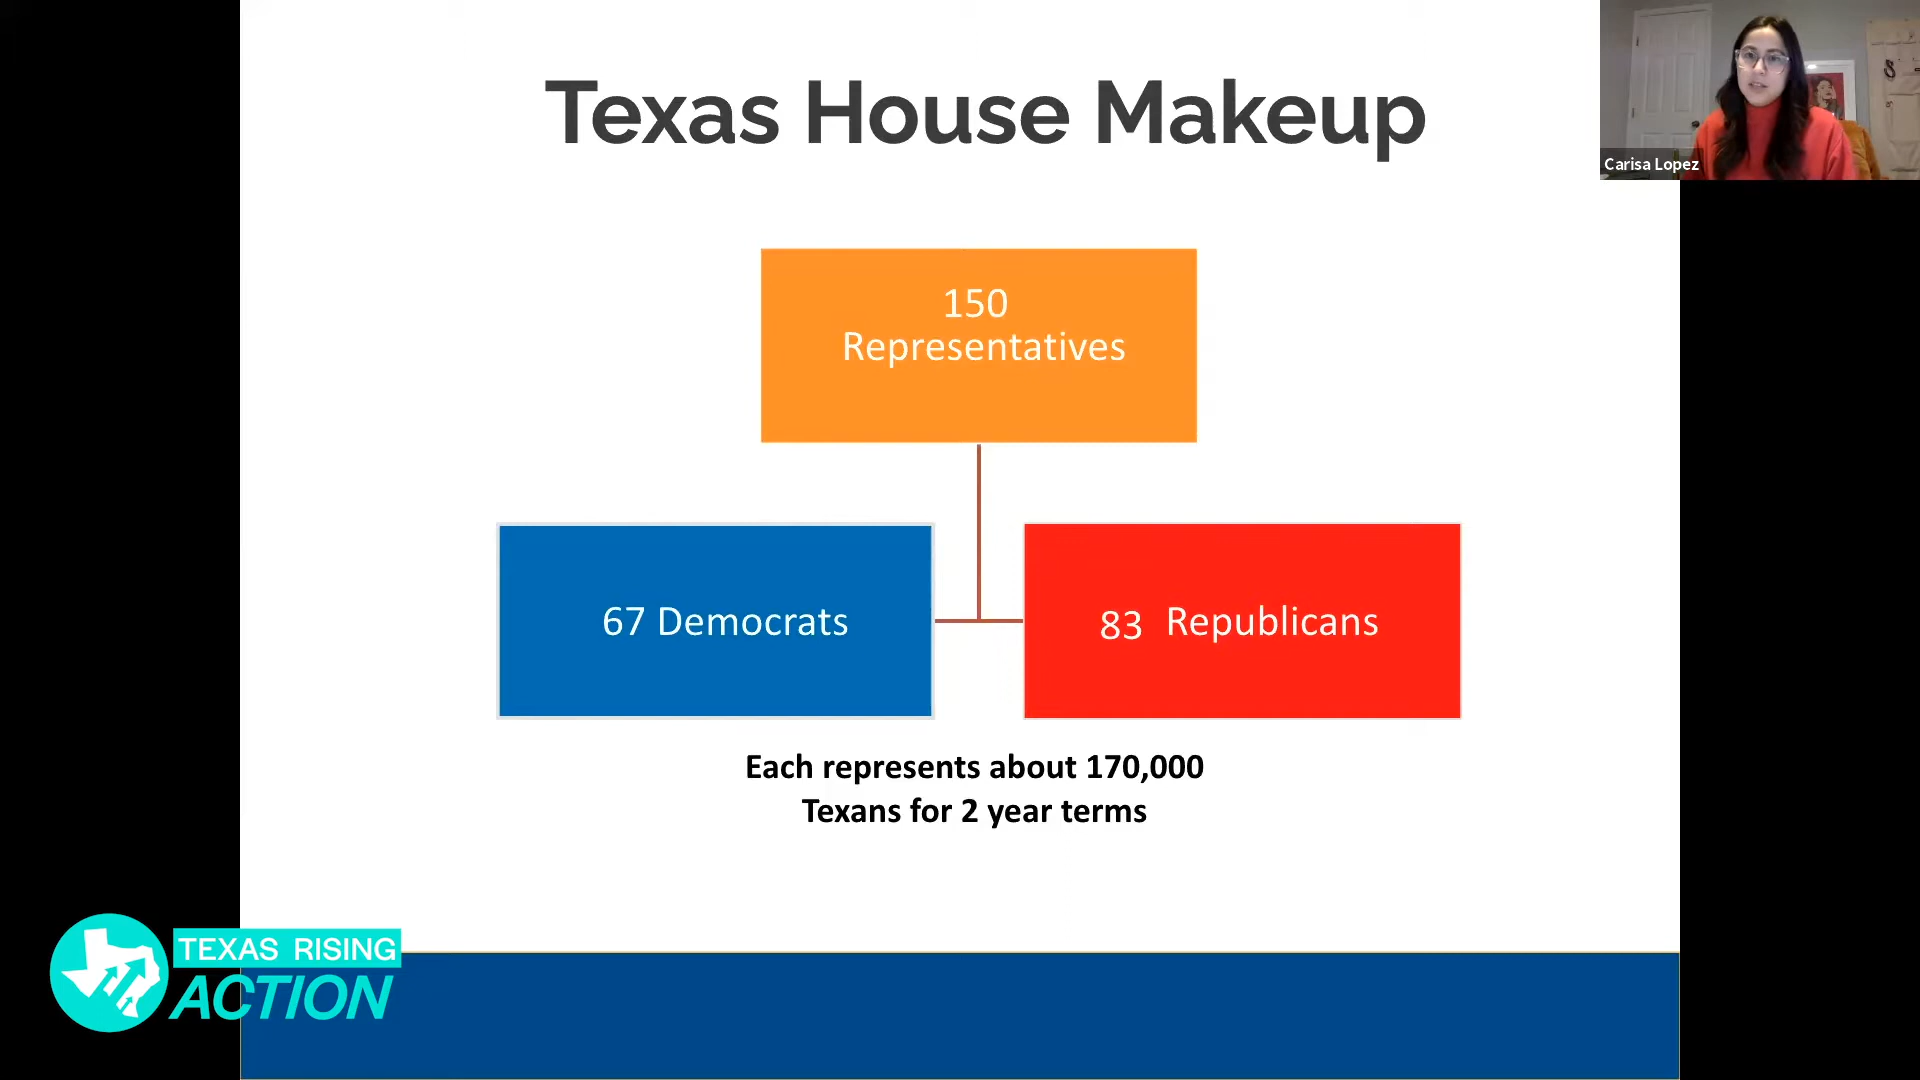 Texas House Makeup
Carisa Lopez
150
Representatives
67 Democrats
83 Republicans
Each represents about 170,000
Texans for 2 year terms
TEXAS RISING
ACTION